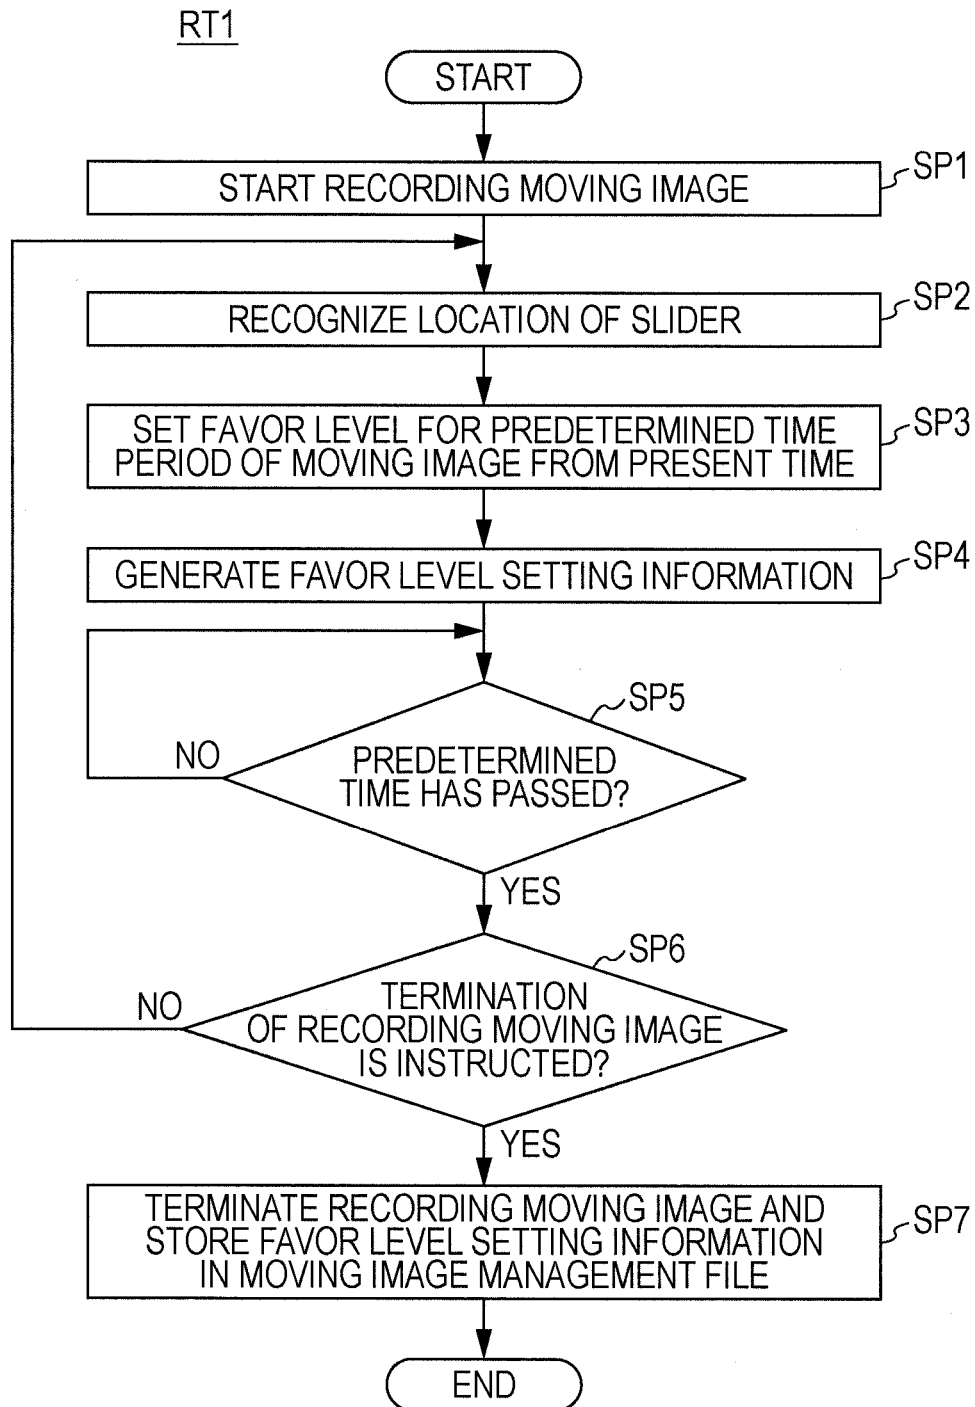 RT1
START
START RECORDING MOVING IMAGE
SP1
RECOGNIZE LOCATION OF SLIDER
SP2
SET FAVOR LEVEL FOR PREDETERMINED TIME
PERIOD OF MOVING IMAGE FROM PRESENT TIME
SP3
GENERATE FAVOR LEVEL SETTING INFORMATION
SP4
SP5
NO
PREDETERMINED
TIME HAS PASSED?
YES
SP6
NO
TERMINATION
OF RECORDING MOVING IMAGE
IS INSTRUCTED?
YES
TERMINATE RECORDING MOVING IMAGE AND
STORE FAVOR LEVEL SETTING INFORMATION
IN MOVING IMAGE MANAGEMENT FILE
SP7
END